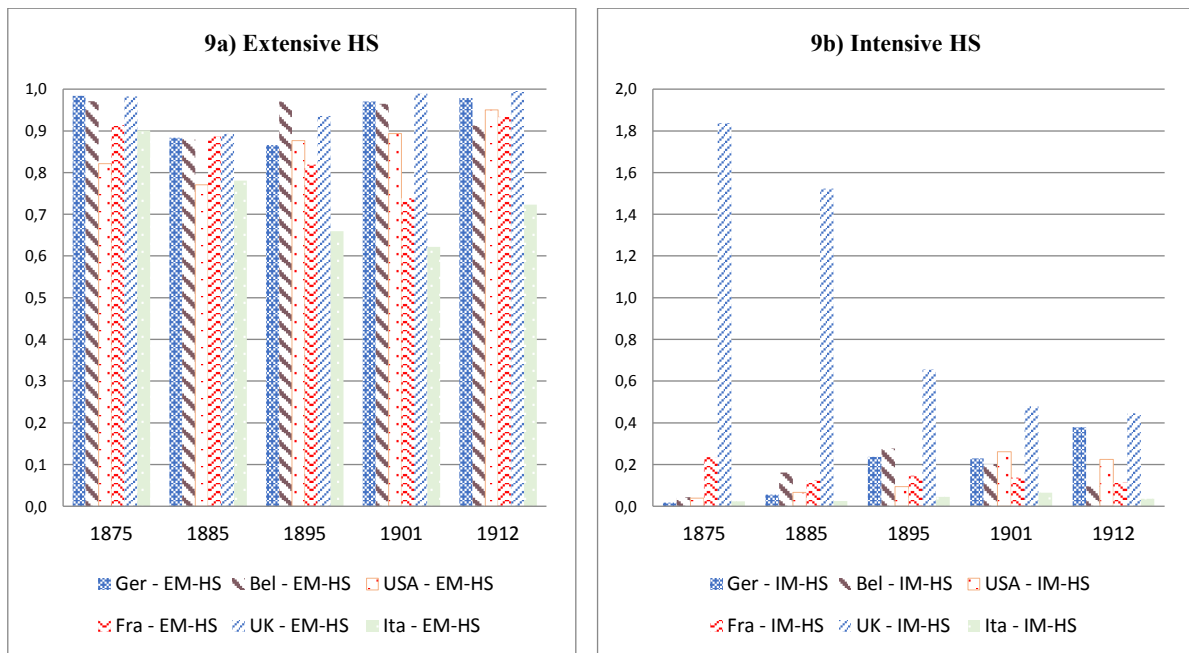 9a) Extensive HS
1,0
0,9
0,8
0,7
0,6
0,5
0,4
0,3
0,2
0,1
0,0
1875 1885 1895 1901 1912
Ger - EM-HS Bel - EM-HS USA - EM-HS
Fra - EM-HS UK - EM-HS Ita - EM-HS
9b) Intensive HS
2,0
1,8
1,6
1,4
1,2
1,0
0,8
0,6
0,4
0,2
0,0
1875 1885 1895 1901 1912
Ger - IM-HS Bel - IM-HS USA - IM-HS
Fra - IM-HS UK - IM-HS Ita - IM-HS